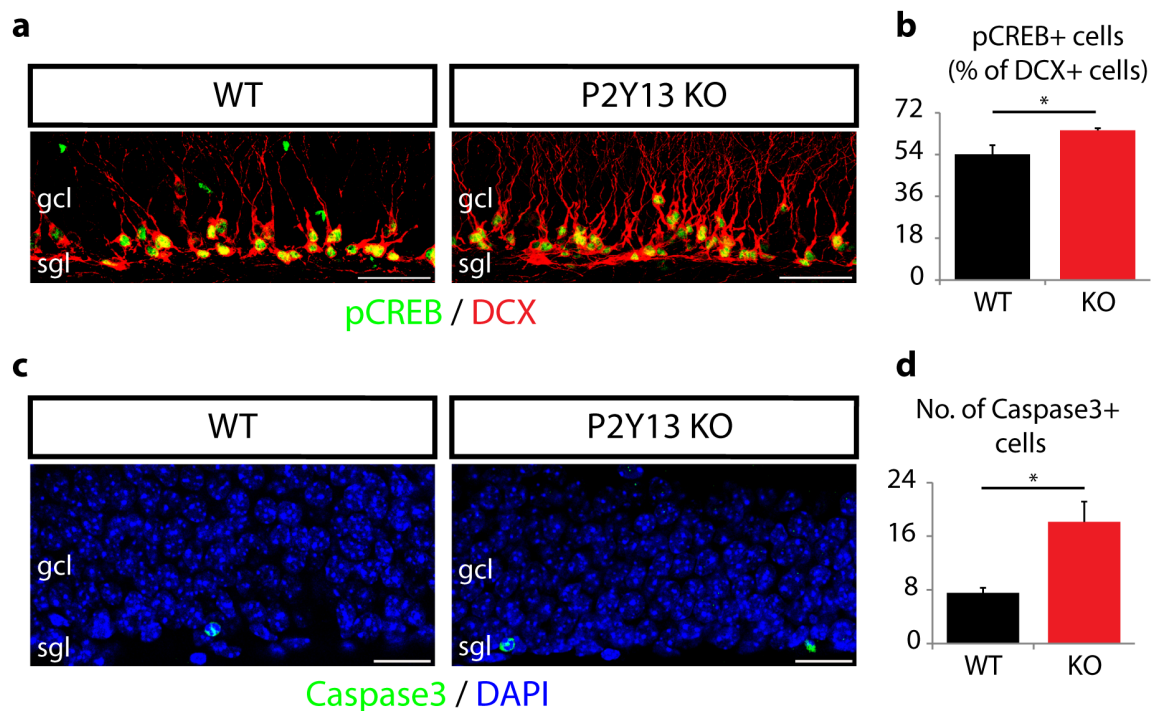 a
WT
P2Y13 KO
gcl
sgl
gcl
sgl
pCREB / DCX
b
pCREB+ cells
(% of DCX+ cells)
72
54
36
18
0
*
WT
KO
c
WT
P2Y13 KO
gcl
sgl
gcl
sgl
Caspase3 / DAPI
d
No. of Caspase3+
cells
24
16
8
0
*
WT
KO